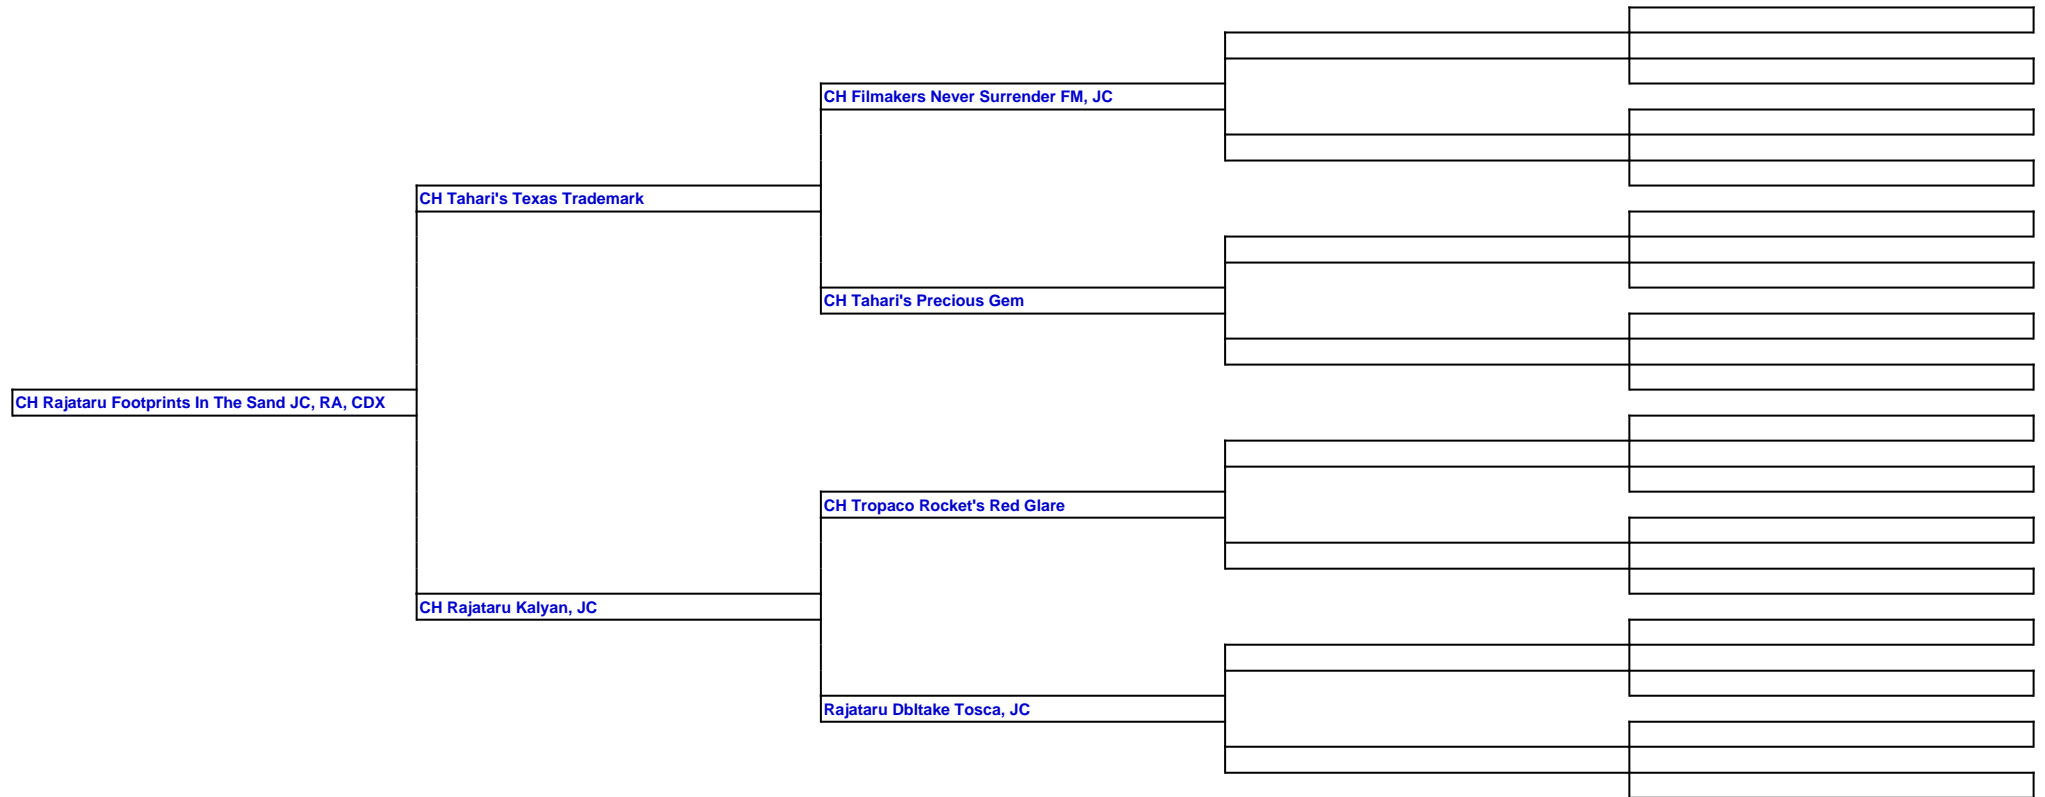 CH Filmakers Never Surrender FM, JC
CH Tahari's Texas Trademark
CH Tahari's Precious Gem
CH Rajataru Footprints In The Sand JC, RA, CDX
CH Tropaco Rocket's Red Glare
CH Rajataru Kalyan, JC
Rajataru Dbltake Tosca, JC